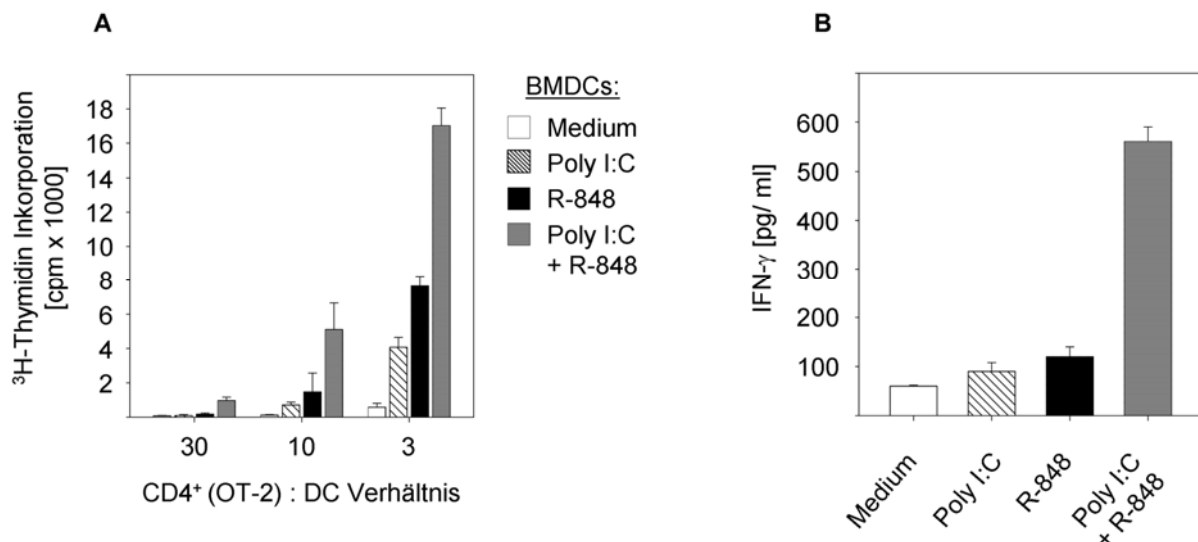 A
³H-Thymidin Inkorporation
[cpm x 1000]
18
16
14
12
10
8
6
4
2
30 10 3
CD4⁺ (OT-2) : DC Verhältnis
BMDCs:
Medium
Poly I:C
R-848
Poly I:C
+ R-848
B
IFN-γ [pg/ ml]
600
500
400
300
200
100
Medium
Poly I:C
R-848
Poly I:C
+ R-848